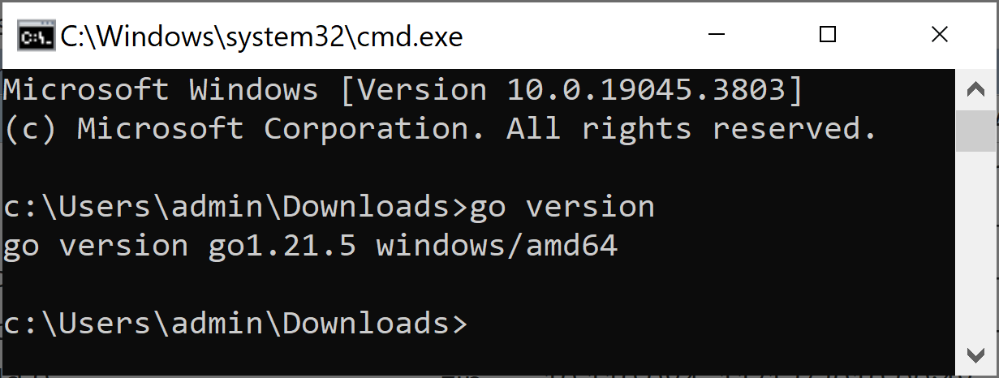 C:\Windows\system32\cmd.exe
Microsoft Windows [Version 10.0.19045.3803]
(c) Microsoft Corporation. All rights reserved.
c:\Users\admin\Downloads>go version
go version go1.21.5 windows/amd64
c:\Users\admin\Downloads>